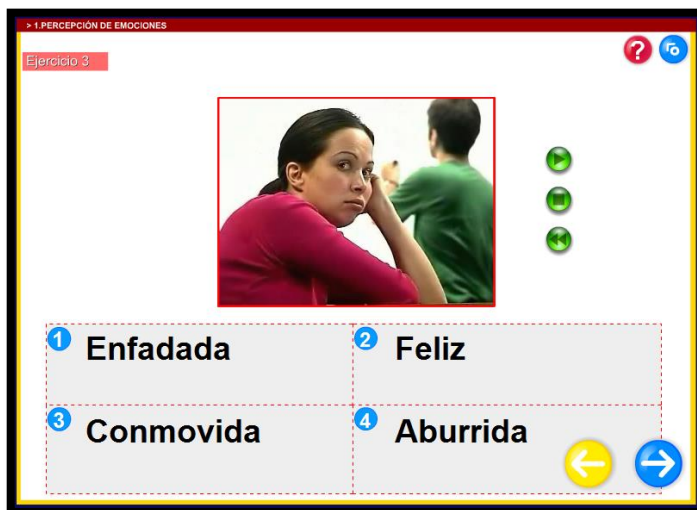 > 1.PERCEPCIÓN DE EMOCIONES
Ejercicio 3
?
1 Enfadada
2 Feliz
3 Conmovida
4 Aburrida